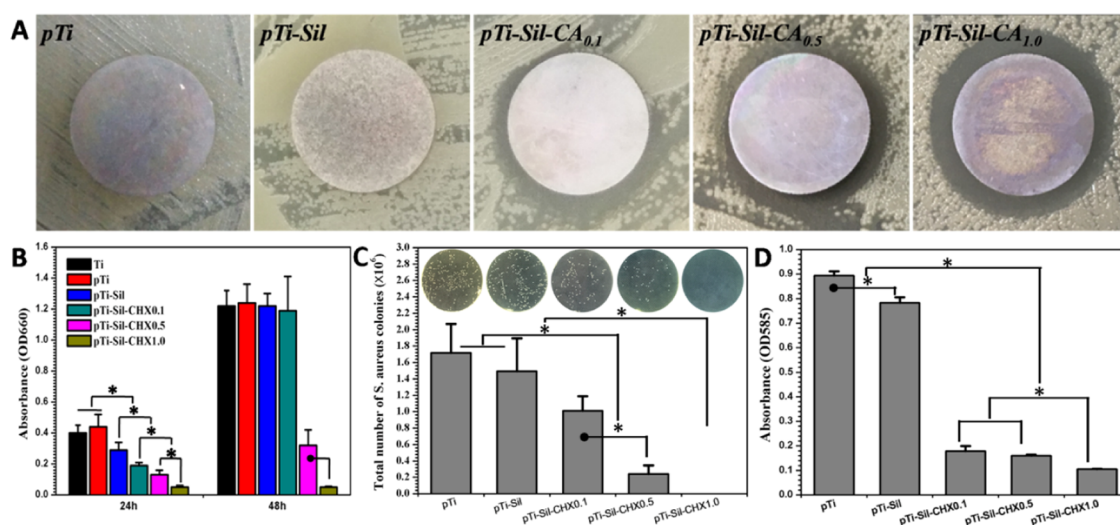 A
pTi
pTi-Sil
pTi-Sil-CA0.1
pTi-Sil-CA0.5
pTi-Sil-CA1.0
B
Absorbance (OD660)
1.6
1.4
1.2
1.0
0.8
0.6
0.4
0.2
0.0
Ti
pTi
pTi-Sil
pTi-Sil-CHX0.1
pTi-Sil-CHX0.5
pTi-Sil-CHX1.0
*
*
*
*
24h
48h
C
Total number of S. aureus colonies (×10⁶)
3.0
2.8
2.6
2.4
2.2
2.0
1.8
1.6
1.4
1.2
1.0
0.8
0.6
0.4
0.2
0.0
*
*
*
pTi
pTi-Sil
pTi-Sil-CHX0.1
pTi-Sil-CHX0.5
pTi-Sil-CHX1.0
D
Absorbance (OD585)
1.0
0.9
0.8
0.7
0.6
0.5
0.4
0.3
0.2
0.1
0.0
*
*
*
pTi
pTi-Sil
pTi-Sil-CHX0.1
pTi-Sil-CHX0.5
pTi-Sil-CHX1.0